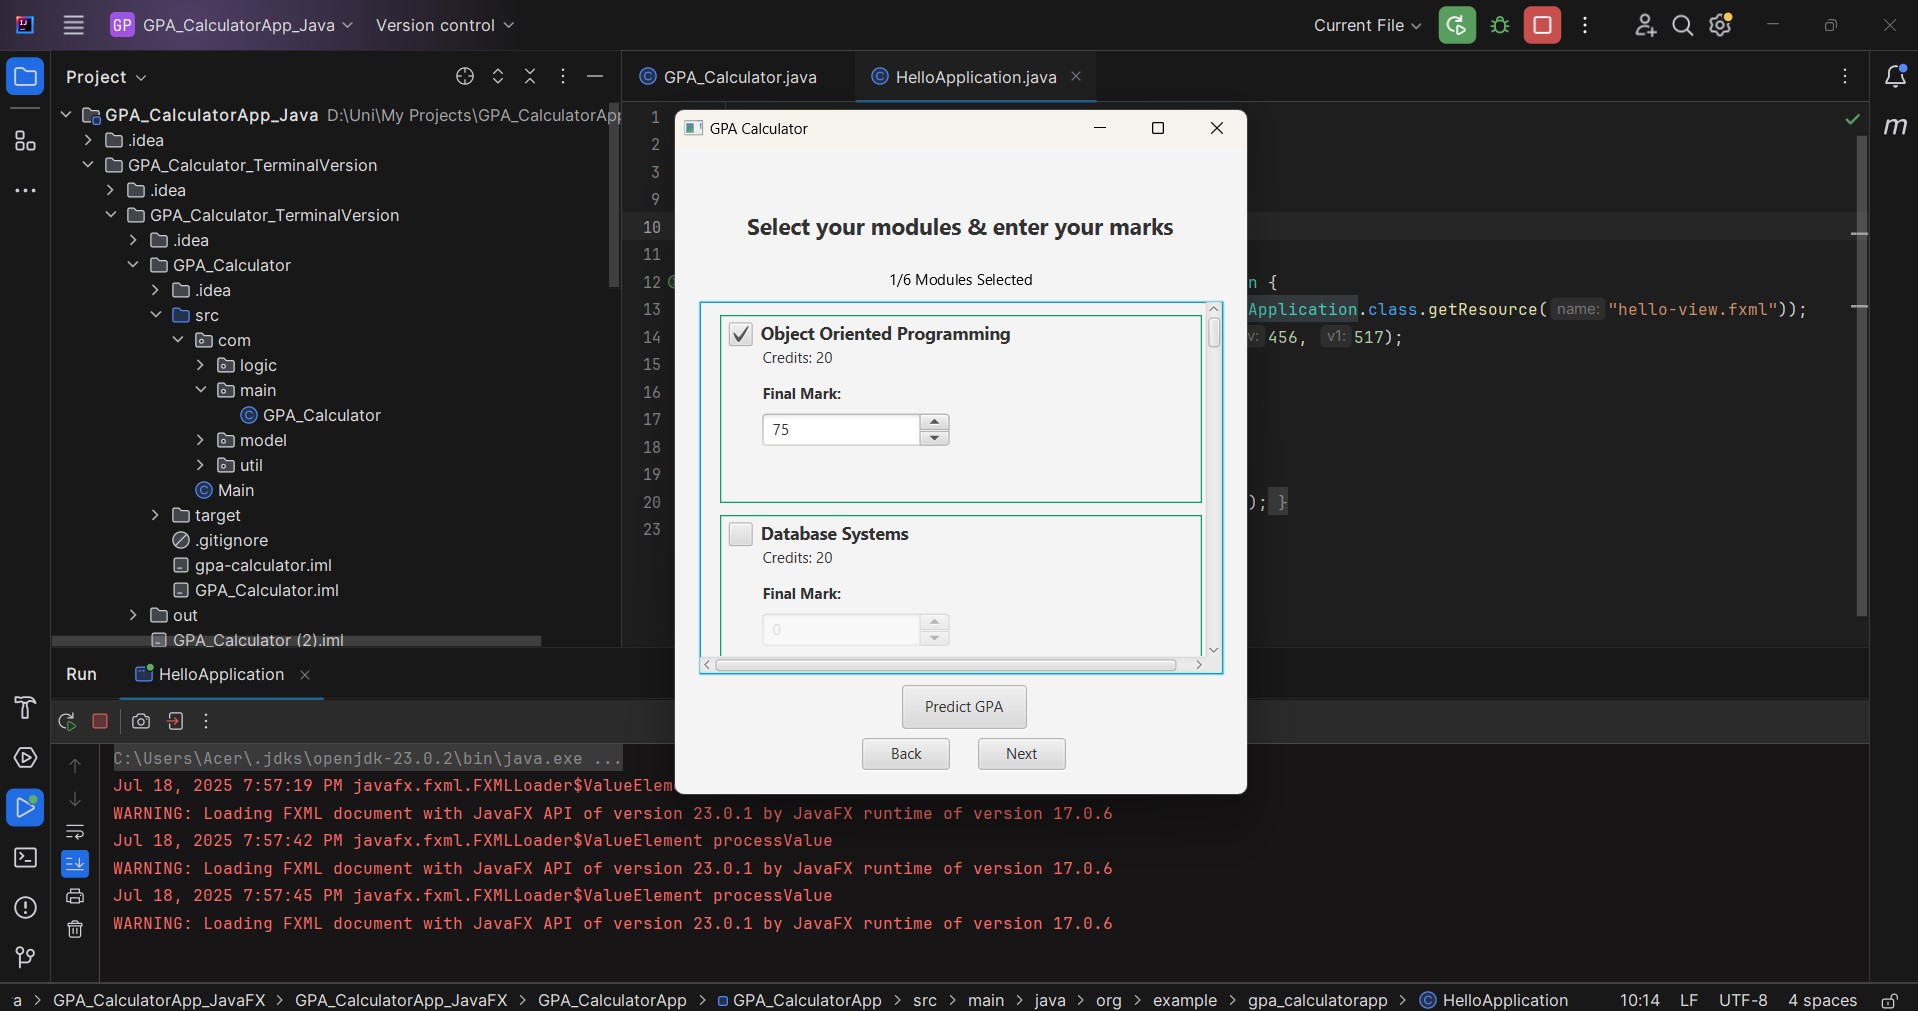 GP GPA_CalculatorApp_Java Version control Current File
Project
GPA_Calculator.java HelloApplication.java
GPA_CalculatorApp_Java D:\Uni\My Projects\GPA_CalculatorApp
.idea
GPA_Calculator_TerminalVersion
.idea
GPA_Calculator_TerminalVersion
.idea
GPA_Calculator
.idea
src
com
logic
main
GPA_Calculator
model
util
Main
target
.gitignore
gpa-calculator.iml
GPA_Calculator.iml
out
GPA_Calculator (2).iml
1
2
3
9
10
11
12 n {
13 Application.class.getResource( name: "hello-view.fxml"));
14 v: 456, v1: 517);
15
16
17
18
19
20 ); }
23
m
GPA Calculator
Select your modules & enter your marks
1/6 Modules Selected
Object Oriented Programming
Credits: 20
Final Mark:
75
Database Systems
Credits: 20
Final Mark:
0
Predict GPA
Back Next
Run HelloApplication
C:\Users\Acer\.jdks\openjdk-23.0.2\bin\java.exe ...
Jul 18, 2025 7:57:19 PM javafx.fxml.FXMLLoader$ValueElem
WARNING: Loading FXML document with JavaFX API of version 23.0.1 by JavaFX runtime of version 17.0.6
Jul 18, 2025 7:57:42 PM javafx.fxml.FXMLLoader$ValueElement processValue
WARNING: Loading FXML document with JavaFX API of version 23.0.1 by JavaFX runtime of version 17.0.6
Jul 18, 2025 7:57:45 PM javafx.fxml.FXMLLoader$ValueElement processValue
WARNING: Loading FXML document with JavaFX API of version 23.0.1 by JavaFX runtime of version 17.0.6
a > GPA_CalculatorApp_JavaFX > GPA_CalculatorApp_JavaFX > GPA_CalculatorApp > GPA_CalculatorApp > src > main > java > org > example > gpa_calculatorapp > HelloApplication 10:14 LF UTF-8 4 spaces